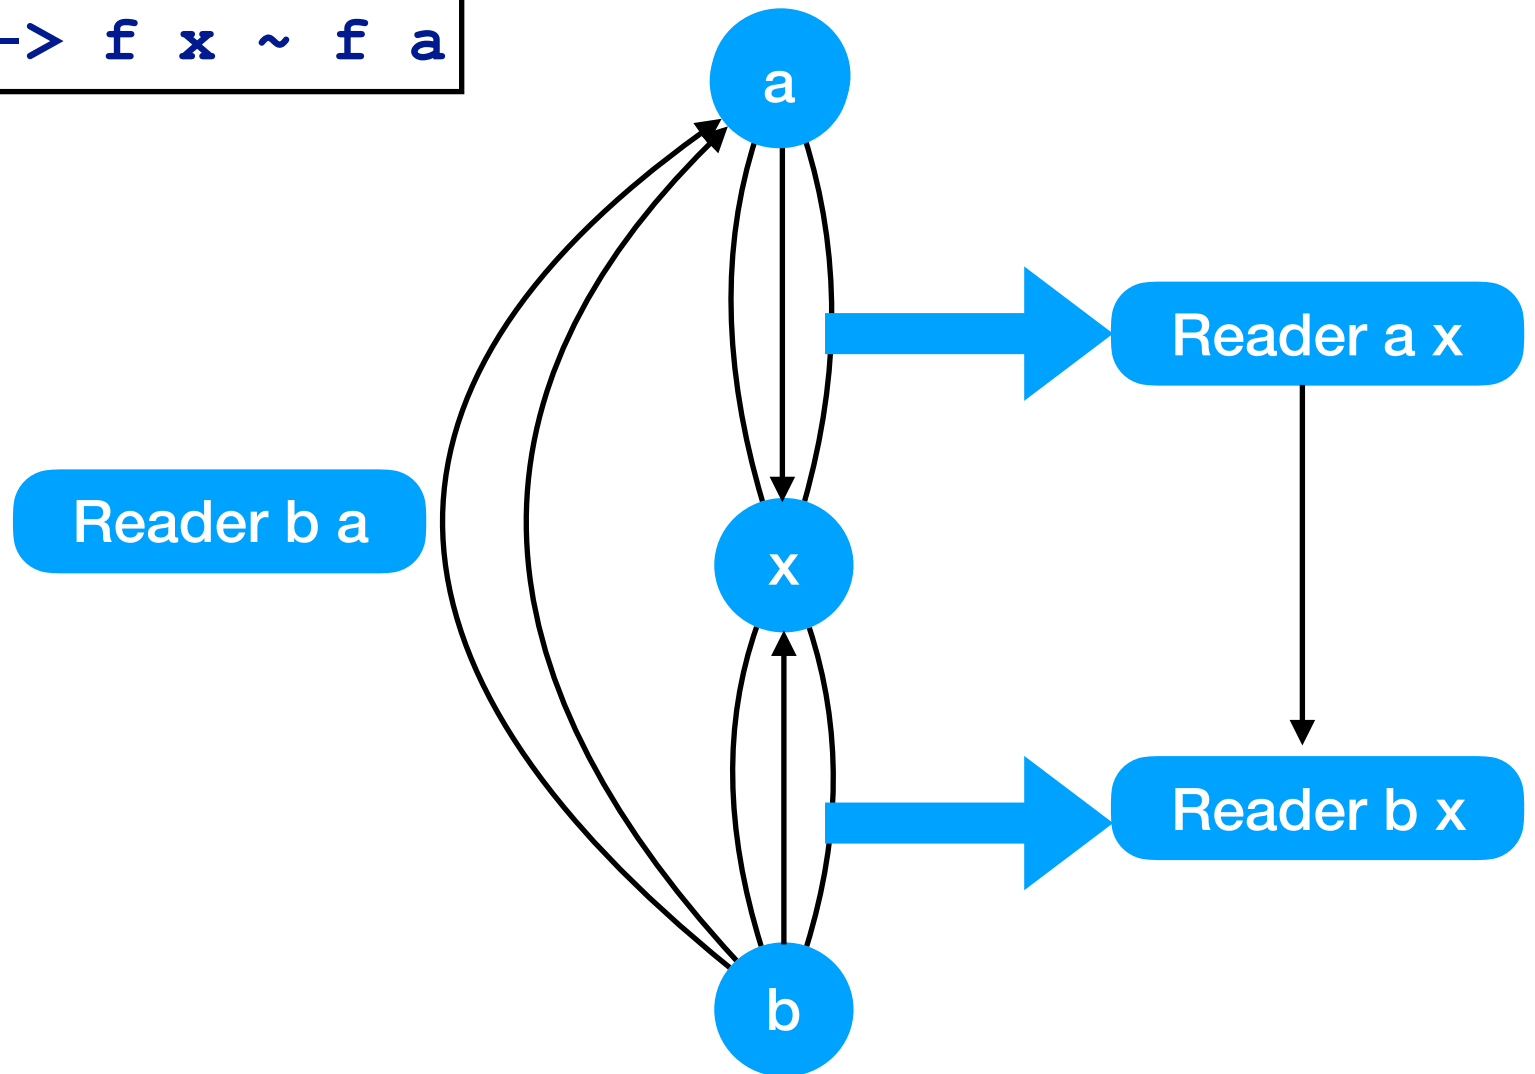 -> f x ~ f a
a
Reader a x
Reader b a
x
Reader b x
b